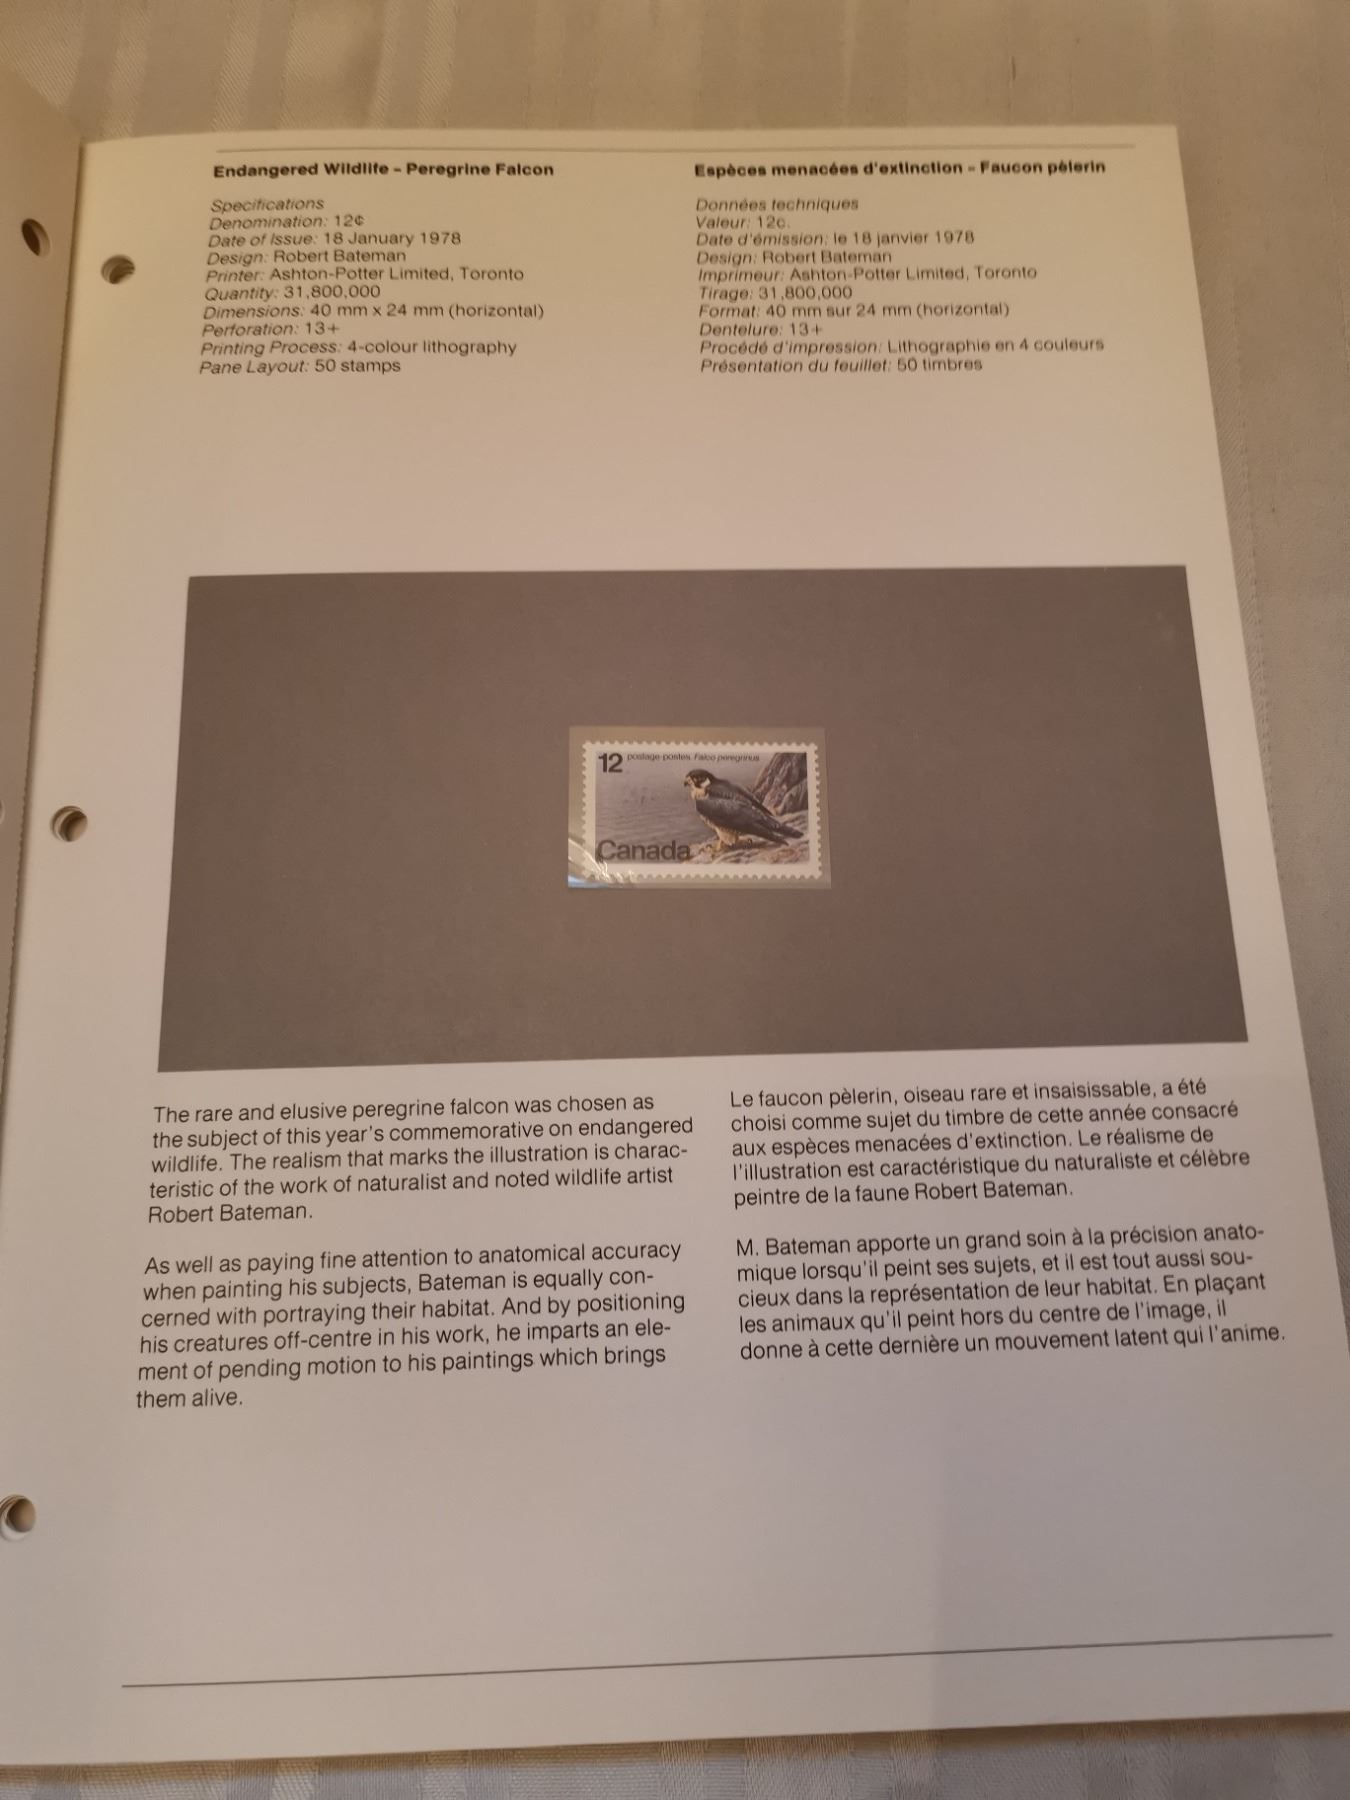 Endangered Wildlife – Peregrine Falcon
Specifications
Denomination: 12¢
Date of Issue: 18 January 1978
Design: Robert Bateman
Printer: Ashton-Potter Limited, Toronto
Quantity: 31,800,000
Dimensions: 40 mm x 24 mm (horizontal)
Perforation: 13+
Printing Process: 4-colour lithography
Pane Layout: 50 stamps
Espèces menacées d'extinction – Faucon pèlerin
Données techniques
Valeur: 12c.
Date d'émission: le 18 janvier 1978
Design: Robert Bateman
Imprimeur: Ashton-Potter Limited, Toronto
Tirage: 31,800,000
Format: 40 mm sur 24 mm (horizontal)
Dentelure: 13+
Procédé d'impression: Lithographie en 4 couleurs
Présentation du feuillet: 50 timbres
12 postage-postes Falco peregrinus
Canada
The rare and elusive peregrine falcon was chosen as
the subject of this year's commemorative on endangered
wildlife. The realism that marks the illustration is charac-
teristic of the work of naturalist and noted wildlife artist
Robert Bateman.
As well as paying fine attention to anatomical accuracy
when painting his subjects, Bateman is equally con-
cerned with portraying their habitat. And by positioning
his creatures off-centre in his work, he imparts an ele-
ment of pending motion to his paintings which brings
them alive.
Le faucon pèlerin, oiseau rare et insaisissable, a été
choisi comme sujet du timbre de cette année consacré
aux espèces menacées d'extinction. Le réalisme de
l'illustration est caractéristique du naturaliste et célèbre
peintre de la faune Robert Bateman.
M. Bateman apporte un grand soin à la précision anato-
mique lorsqu'il peint ses sujets, et il est tout aussi sou-
cieux dans la représentation de leur habitat. En plaçant
les animaux qu'il peint hors du centre de l'image, il
donne à cette dernière un mouvement latent qui l'anime.